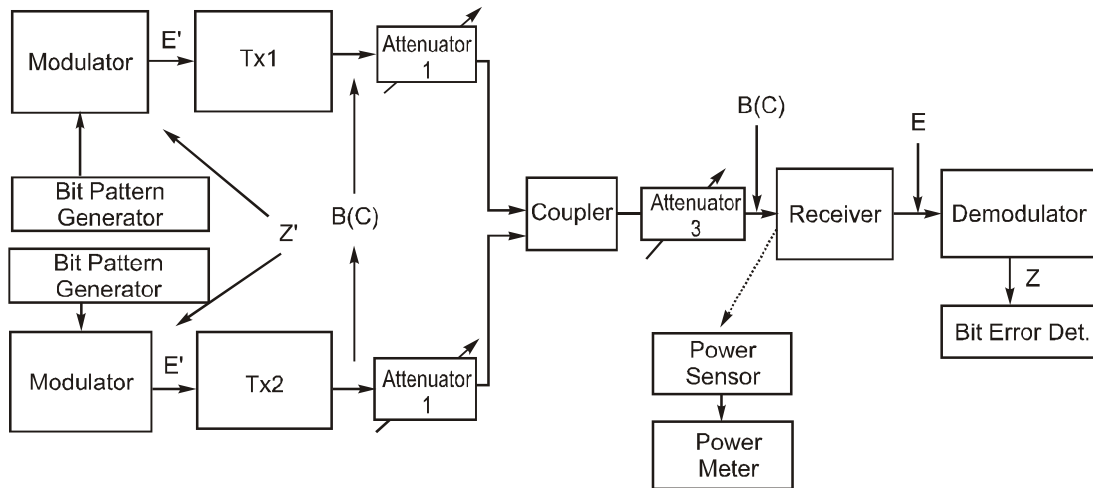 Modulator
E'
Tx1
Attenuator
1
Bit Pattern
Generator
Z'
B(C)
Bit Pattern
Generator
Modulator
E'
Tx2
Attenuator
1
Coupler
Attenuator
3
B(C)
Receiver
E
Demodulator
Z
Bit Error Det.
Power
Sensor
Power
Meter